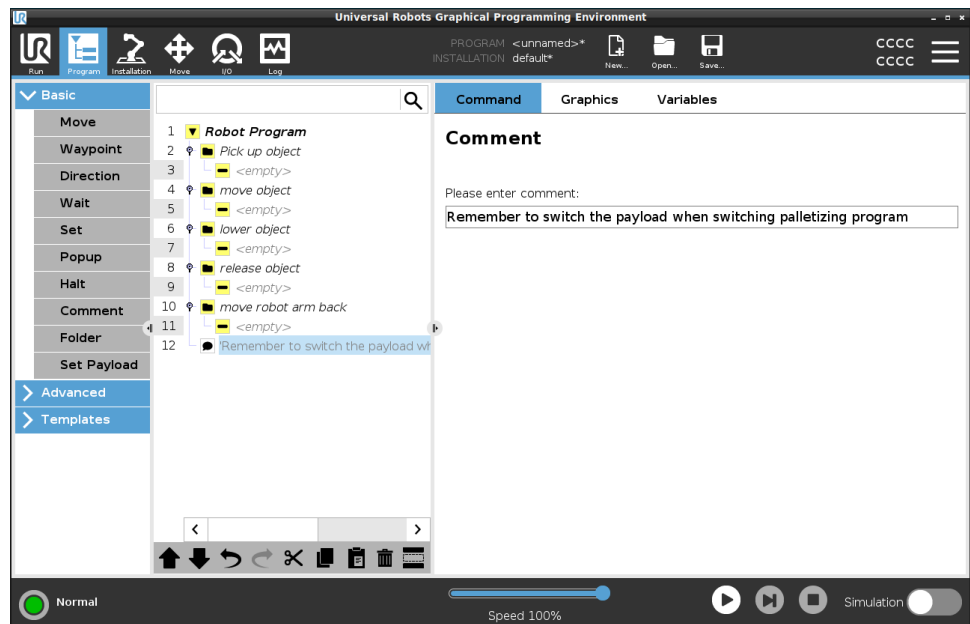 Universal Robots Graphical Programming Environment
PROGRAM <unnamed>*
INSTALLATION default*
New... Open... Save...
CCCC
CCCC
Run Program Installation Move I/O Log
Basic
Move
Waypoint
Direction
Wait
Set
Popup
Halt
Comment
Folder
Set Payload
Advanced
Templates
1 Robot Program
2 Pick up object
3 <empty>
4 move object
5 <empty>
6 lower object
7 <empty>
8 release object
9 <empty>
10 move robot arm back
11 <empty>
12 'Remember to switch the payload wh
Command Graphics Variables
Comment
Please enter comment:
Remember to switch the payload when switching palletizing program
Normal
Speed 100%
Simulation